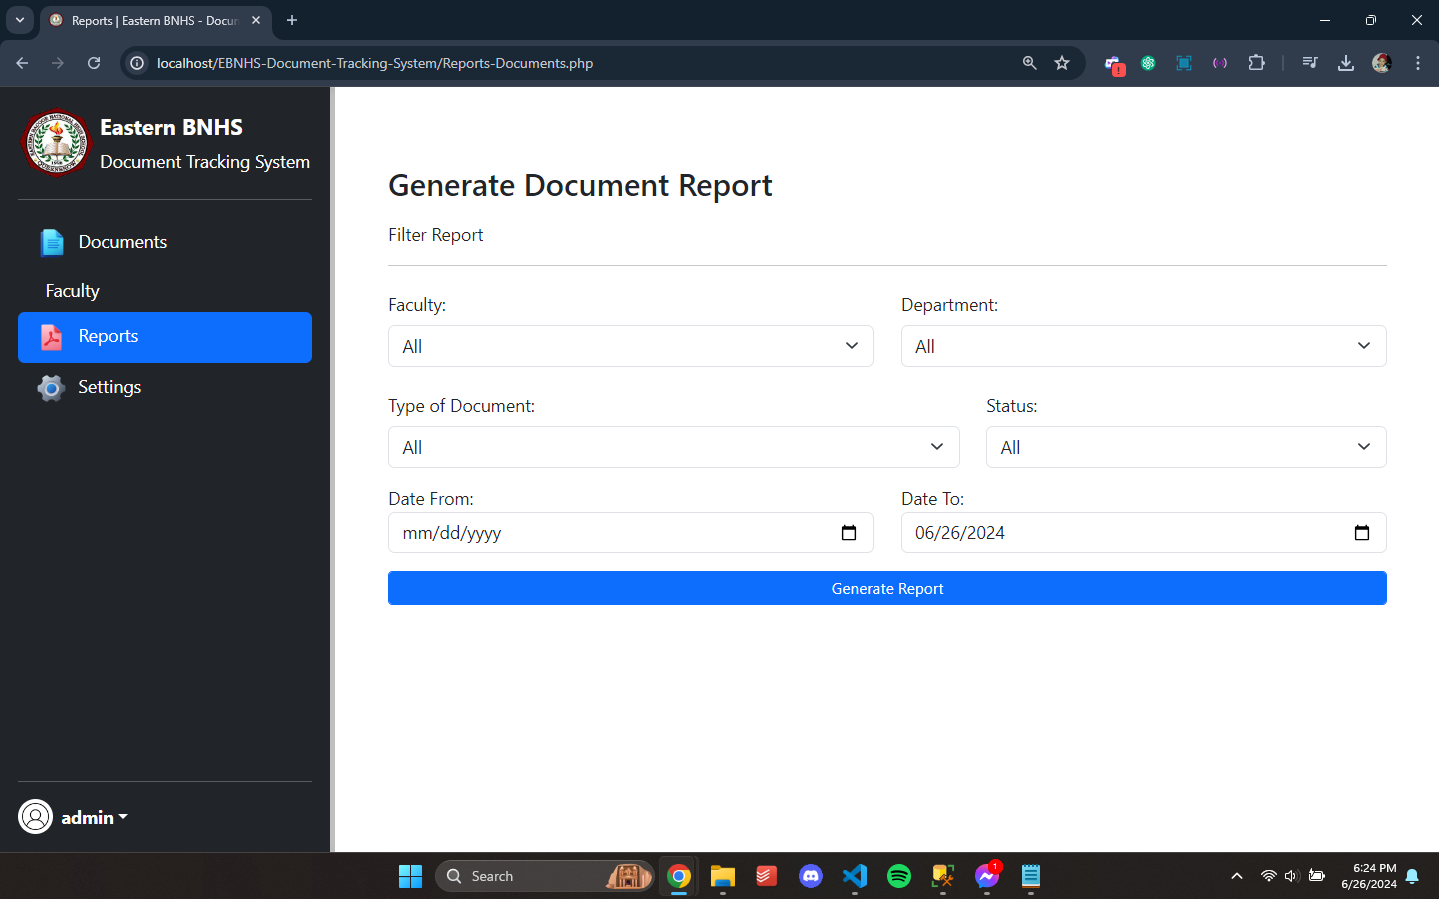 Reports | Eastern BNHS - Docu
localhost/EBNHS-Document-Tracking-System/Reports-Documents.php
Eastern BNHS
Document Tracking System
Documents
Faculty
Reports
Settings
admin
Generate Document Report
Filter Report
Faculty:
Department:
All
All
Type of Document:
Status:
All
All
Date From:
Date To:
mm/dd/yyyy
06/26/2024
Generate Report
Search
1
6:24 PM
6/26/2024